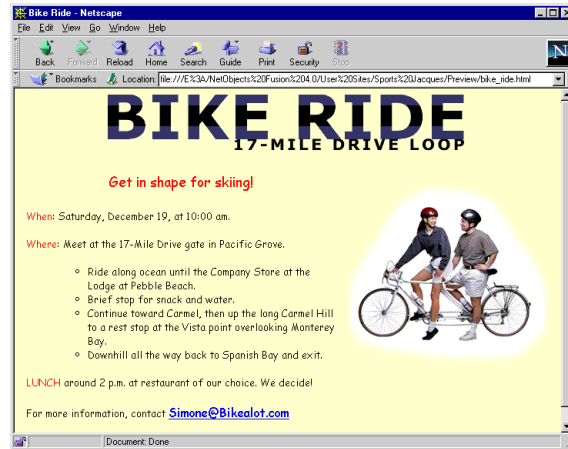 Bike Ride - Netscape
File Edit View Go Window Help
Back Forward Reload Home Search Guide Print Security Stop
N
Bookmarks Location: file:///E%3A/NetObjects%20Fusion%204.0/User%20Sites/Sports%20Jacques/Preview/bike_ride.html
BIKE RIDE
17-MILE DRIVE LOOP
Get in shape for skiing!
When: Saturday, December 19, at 10:00 am.
Where: Meet at the 17-Mile Drive gate in Pacific Grove.
Ride along ocean until the Company Store at the
Lodge at Pebble Beach.
Brief stop for snack and water.
Continue toward Carmel, then up the long Carmel Hill
to a rest stop at the Vista point overlooking Monterey
Bay.
Downhill all the way back to Spanish Bay and exit.
LUNCH around 2 p.m. at restaurant of our choice. We decide!
For more information, contact Simone@Bikealot.com
Document: Done